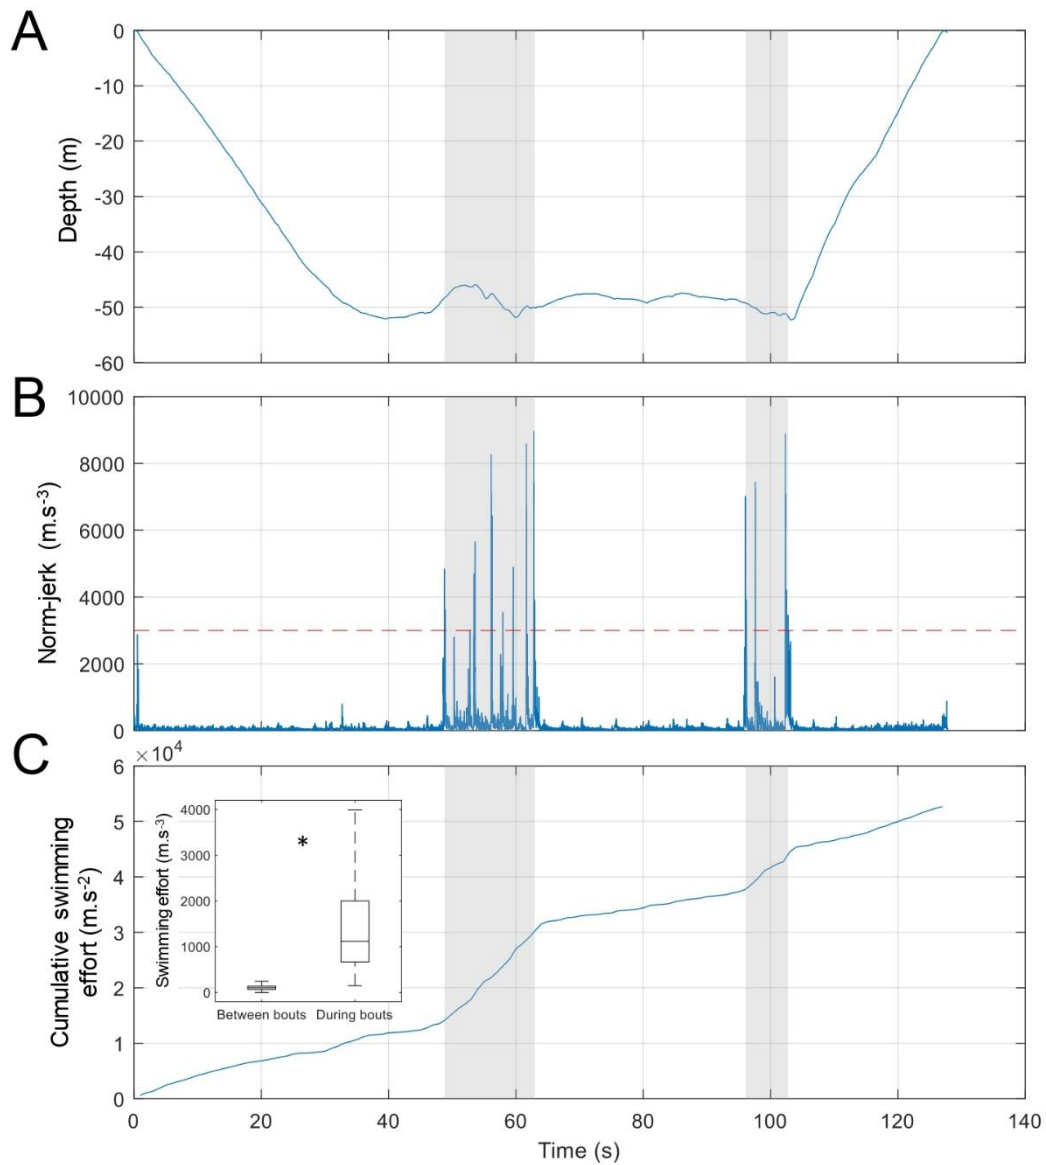 A
0
-10
-20
-30
-40
-50
-60
Depth (m)
B
10000
8000
6000
4000
2000
0
Norm-jerk (m.s-3)
C
×10⁴
6
5
4
3
2
1
0
Cumulative swimming
effort (m.s-2)
4000
3000
2000
1000
0
Swimming effort (m.s-3)
*
Between bouts During bouts
0 20 40 60 80 100 120 140
Time (s)